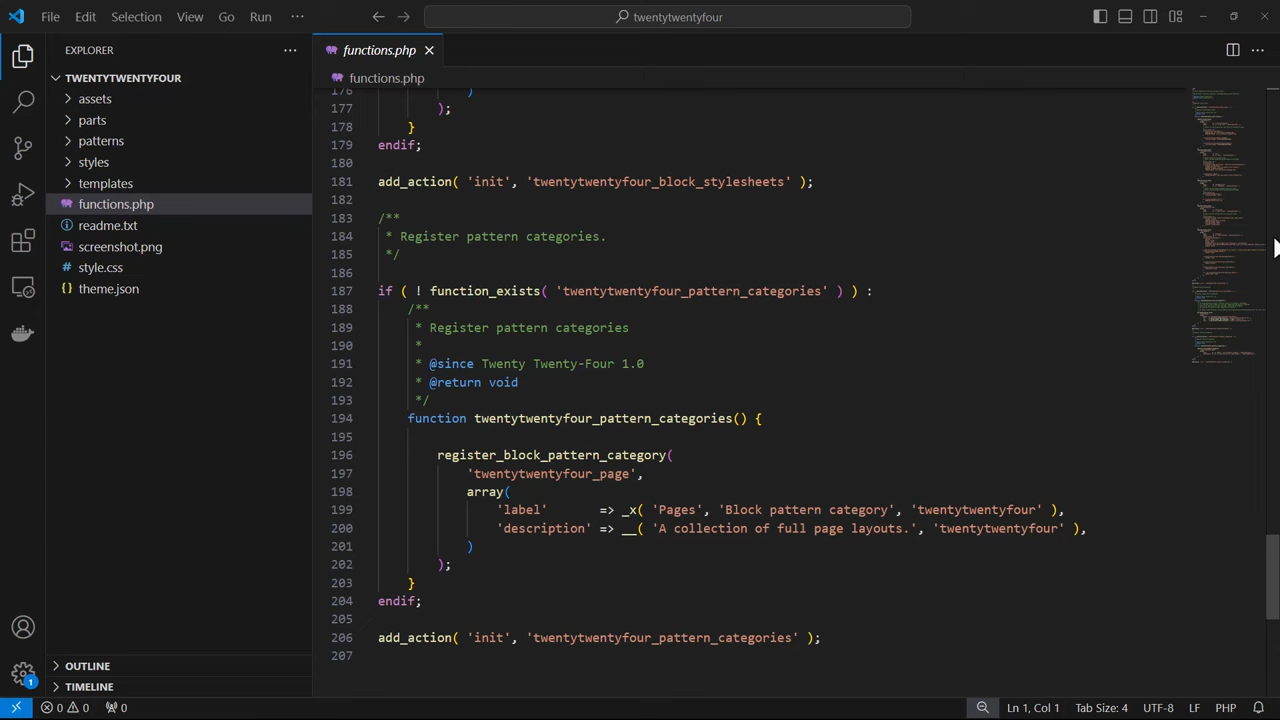 File Edit Selection View Go Run ··· twentytwentyfour
EXPLORER ···
TWENTYTWENTYFOUR
assets
parts
patterns
styles
templates
functions.php
readme.txt
screenshot.png
style.css
theme.json
OUTLINE
TIMELINE
functions.php
functions.php
176 )
177 );
178 }
179 endif;
180
181 add_action( 'init', 'twentytwentyfour_block_stylesheets' );
182
183 /**
184 * Register pattern categories.
185 */
186
187 if ( ! function_exists( 'twentytwentyfour_pattern_categories' ) ) :
188 /**
189 * Register pattern categories
190 *
191 * @since Twenty Twenty-Four 1.0
192 * @return void
193 */
194 function twentytwentyfour_pattern_categories() {
195
196 register_block_pattern_category(
197 'twentytwentyfour_page',
198 array(
199 'label' => _x( 'Pages', 'Block pattern category', 'twentytwentyfour' ),
200 'description' => __( 'A collection of full page layouts.', 'twentytwentyfour' ),
201 )
202 );
203 }
204 endif;
205
206 add_action( 'init', 'twentytwentyfour_pattern_categories' );
207
1
0 0 0 Ln 1, Col 1 Tab Size: 4 UTF-8 LF PHP